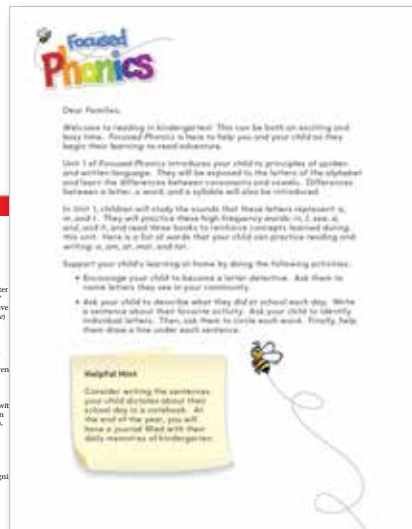 Focused
Phonics
Dear Families,
Welcome to reading in kindergarten! This can be both an exciting and
busy time. Focused Phonics is here to help you and your child as they
begin their learning-to-read adventure.
Unit 1 of Focused Phonics introduces your child to principles of spoken
and written language. They will be exposed to the letters of the alphabet
and learn the differences between consonants and vowels. Differences
between a letter, a word, and a syllable will also be introduced.
In Unit 1, children will study the sounds that these letters represent: a,
m, and t. They will practice these high-frequency words: in, I, see, a,
and, and it, and read three books to reinforce concepts learned during
this unit. Here is a list of words that your child can practice reading and
writing: a, am, at, mat, and
Support your child's learning at home by doing the following activities:
• Encourage your child to become a letter detective. Ask them to
name letters they see in your community.
• Ask your child to describe what they did at school each day. Write
a sentence about their favorite activity. Ask your child to identify
individual letters. Then, ask them to circle each word. Finally, help
them draw a line under each sentence.
Helpful Hint
Consider writing the sentences
your child dictates about their
school day in a notebook. At
the end of the year, you will
have a journal filled with their
daily memories of kindergarten.